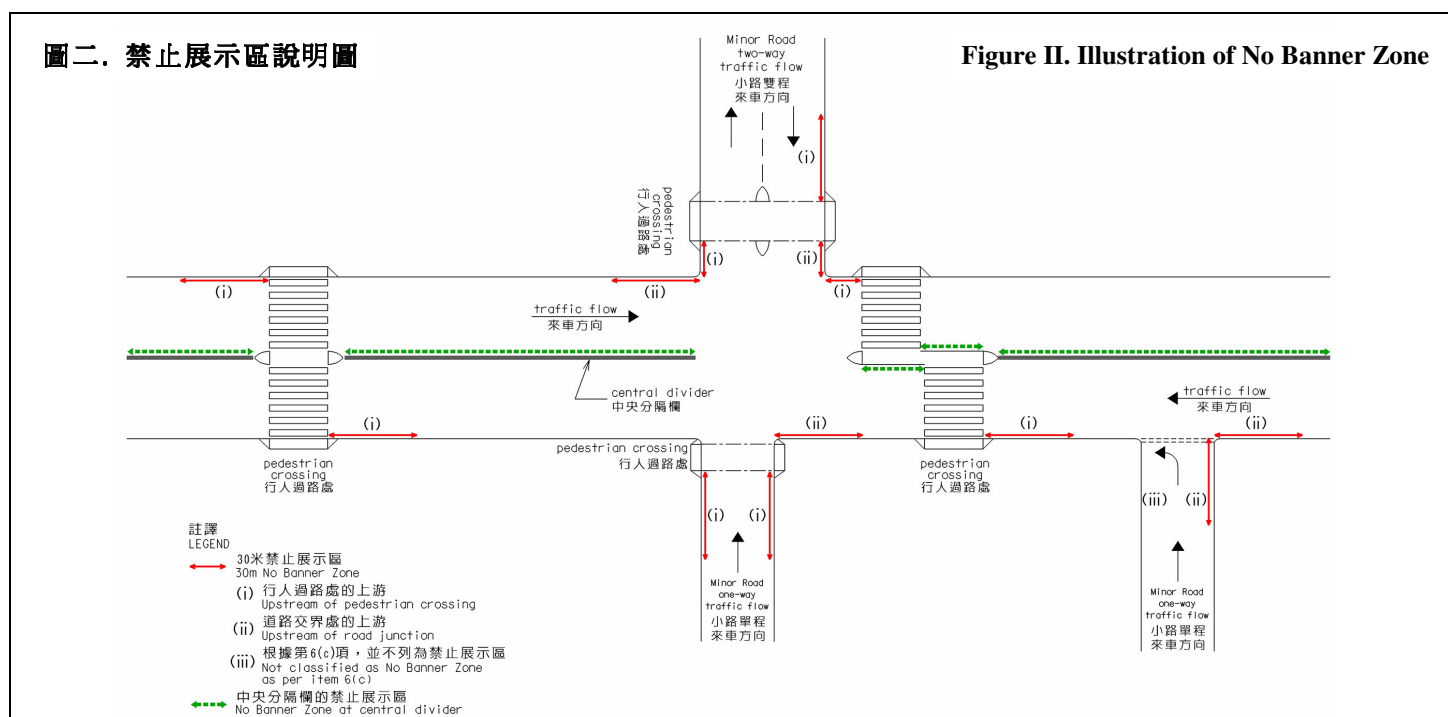 圖二. 禁止展示區說明圖
Figure II. Illustration of No Banner Zone
Minor Road
two-way
traffic flow
小路雙程
來車方向
(i)
pedestrian
crossing
行人過路處
(i)
(ii)
(i)
(ii)
(i)
traffic flow
來車方向
central divider
中央分隔欄
traffic flow
來車方向
(i)
(ii)
(i)
(ii)
pedestrian crossing
行人過路處
pedestrian
crossing
行人過路處
pedestrian
crossing
行人過路處
(i)
(i)
(iii)
(ii)
Minor Road
one-way
traffic flow
小路單程
來車方向
Minor Road
one-way
traffic flow
小路單程
來車方向
註譯
LEGEND
30米禁止展示區
30m No Banner Zone
(i) 行人過路處的上游
Upstream of pedestrian crossing
(ii) 道路交界處的上游
Upstream of road junction
(iii) 根據第6(c)項，並不列為禁止展示區
Not classified as No Banner Zone
as per item 6(c)
中央分隔欄的禁止展示區
No Banner Zone at central divider